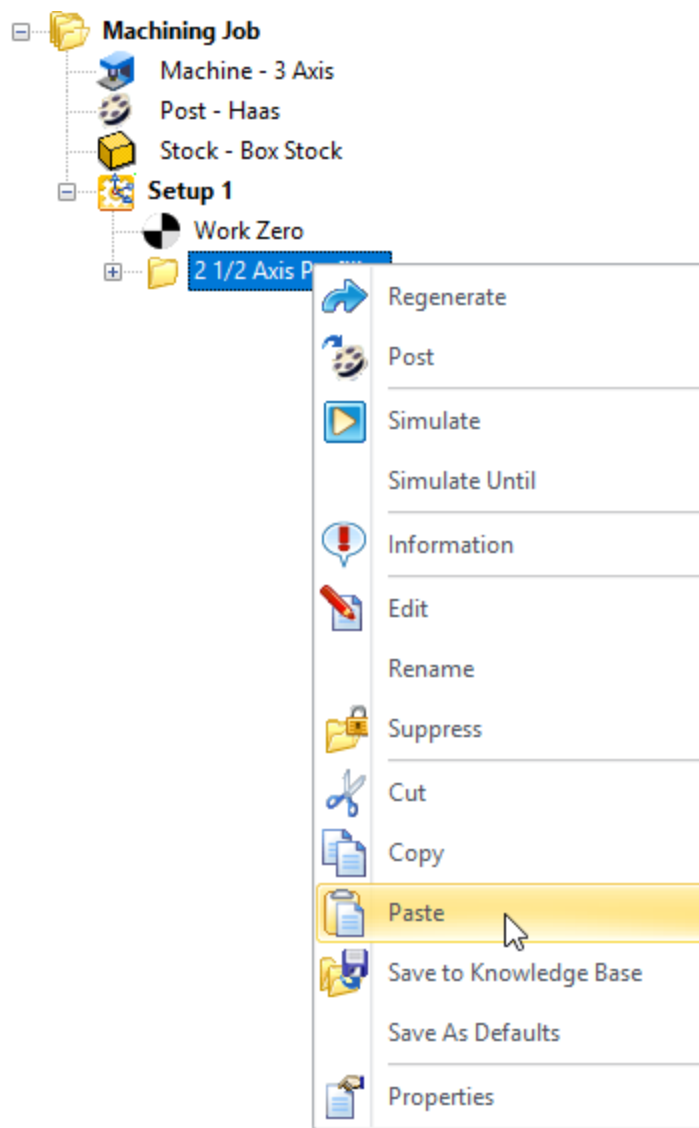 Machining Job
Machine - 3 Axis
Post - Haas
Stock - Box Stock
Setup 1
Work Zero
2 1/2 Axis
Regenerate
Post
Simulate
Simulate Until
Information
Edit
Rename
Suppress
Cut
Copy
Paste
Save to Knowledge Base
Save As Defaults
Properties